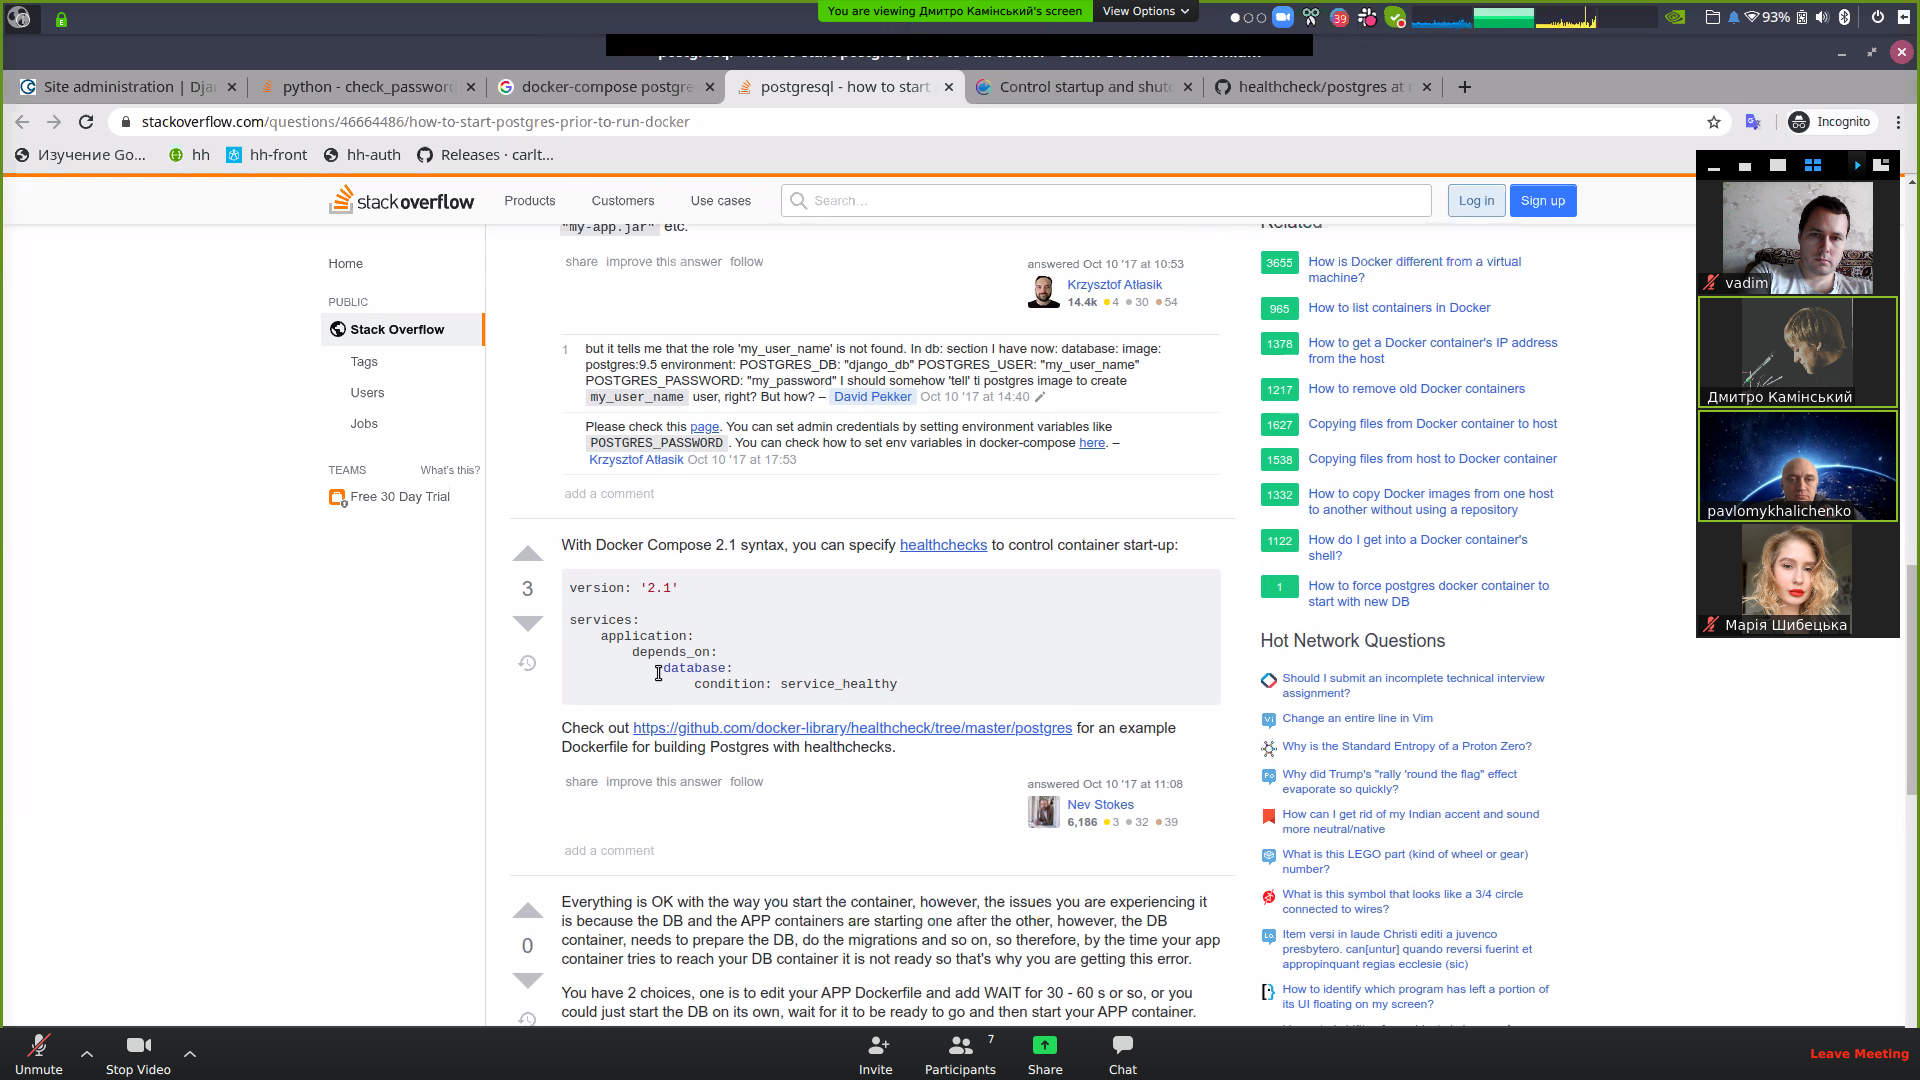 You are viewing Дмитро Камінський's screen
View Options
39
93%
Site administration | Dja
python - check_password
docker-compose postgre
postgresql - how to start
Control startup and shutd
healthcheck/postgres at
stackoverflow.com/questions/46664486/how-to-start-postgres-prior-to-run-docker
Incognito
Изучение Go...
hh
hh-front
hh-auth
Releases · carlt...
stackoverflow
Products
Customers
Use cases
Search...
Log in
Sign up
Home
PUBLIC
Stack Overflow
Tags
Users
Jobs
TEAMS
What's this?
Free 30 Day Trial
"my-app.jar" etc.
share improve this answer follow
answered Oct 10 '17 at 10:53
Krzysztof Atłasik
14.4k 4 30 54
1
but it tells me that the role 'my_user_name' is not found. In db: section I have now: database: image:
postgres:9.5 environment: POSTGRES_DB: "django_db" POSTGRES_USER: "my_user_name"
POSTGRES_PASSWORD: "my_password" I should somehow 'tell' ti postgres image to create
my_user_name user, right? But how? – David Pekker Oct 10 '17 at 14:40
Please check this page. You can set admin credentials by setting environment variables like
POSTGRES_PASSWORD . You can check how to set env variables in docker-compose here. –
Krzysztof Atłasik Oct 10 '17 at 17:53
add a comment
3
With Docker Compose 2.1 syntax, you can specify healthchecks to control container start-up:
version: '2.1'
services:
application:
depends_on:
database:
condition: service_healthy
Check out https://github.com/docker-library/healthcheck/tree/master/postgres for an example
Dockerfile for building Postgres with healthchecks.
share improve this answer follow
answered Oct 10 '17 at 11:08
Nev Stokes
6,186 3 32 39
add a comment
0
Everything is OK with the way you start the container, however, the issues you are experiencing it
is because the DB and the APP containers are starting one after the other, however, the DB
container, needs to prepare the DB, do the migrations and so on, so therefore, by the time your app
container tries to reach your DB container it is not ready so that's why you are getting this error.
You have 2 choices, one is to edit your APP Dockerfile and add WAIT for 30 - 60 s or so, or you
could just start the DB on its own, wait for it to be ready to go and then start your APP container.
Related
3655 How is Docker different from a virtual
machine?
965 How to list containers in Docker
1378 How to get a Docker container's IP address
from the host
1217 How to remove old Docker containers
1627 Copying files from Docker container to host
1538 Copying files from host to Docker container
1332 How to copy Docker images from one host
to another without using a repository
1122 How do I get into a Docker container's
shell?
1 How to force postgres docker container to
start with new DB
Hot Network Questions
Should I submit an incomplete technical interview
assignment?
Change an entire line in Vim
Why is the Standard Entropy of a Proton Zero?
Why did Trump's "rally 'round the flag" effect
evaporate so quickly?
How can I get rid of my Indian accent and sound
more neutral/native
What is this LEGO part (kind of wheel or gear)
number?
What is this symbol that looks like a 3/4 circle
connected to wires?
Item versi in laude Christi editi a juvenco
presbytero. can[untur] quando reversi fuerint et
appropinquant regias ecclesie (sic)
How to identify which program has left a portion of
its UI floating on my screen?
vadim
Дмитро Камінський
pavlomykhalichenko
Марія Шибецька
Unmute
Stop Video
Invite
Participants
7
Share
Chat
Leave Meeting